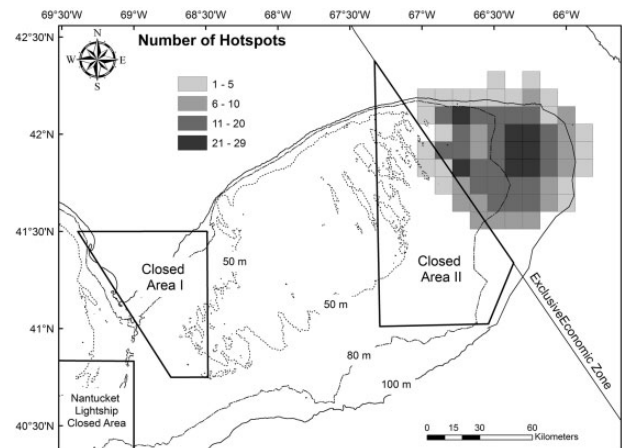 69°30'W 69°W 68°30'W 68°W 67°30'W 67°W 66°30'W 66°W
42°30'N
42°N
41°30'N
41°N
40°30'N
Number of Hotspots
N
W E
S
1 - 5
6 - 10
11 - 20
21 - 29
50 m
Closed
Area I
50 m
Closed
Area II
ExclusiveEconomic Zone
80 m
100 m
Nantucket
Lightship
Closed Area
0 15 30 60
Kilometers